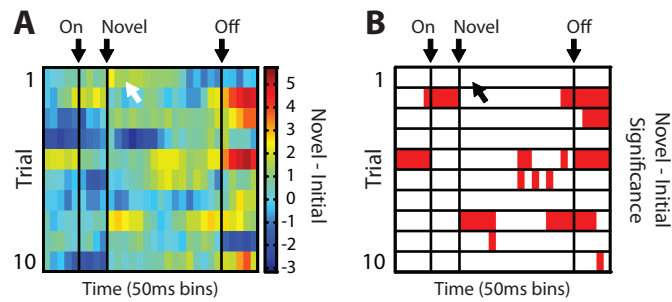 A
On
Novel
Off
1
Trial
10
Time (50ms bins)
5
4
3
2
1
0
-1
-2
-3
Novel - Initial
B
On
Novel
Off
1
Trial
10
Time (50ms bins)
Novel - Initial
Significance